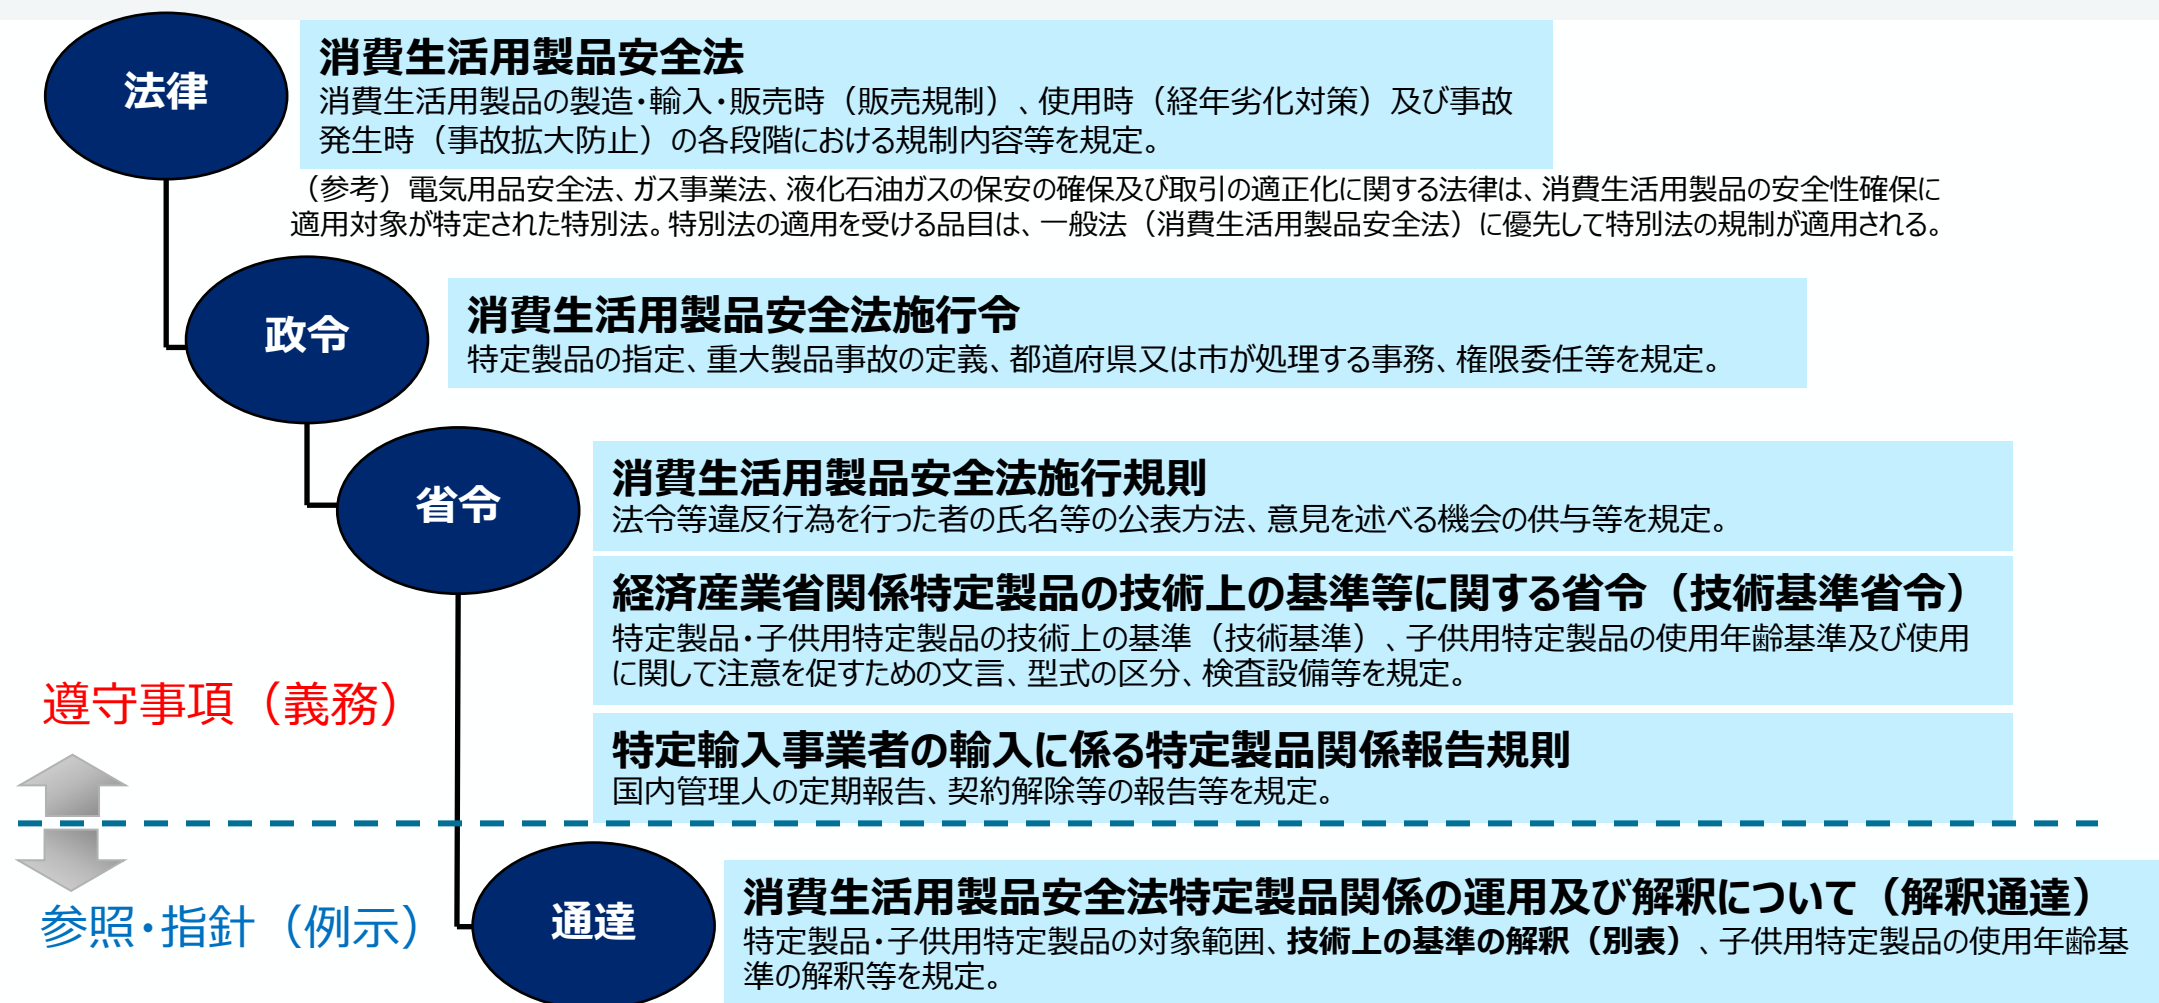 法律
消費生活用製品安全法
消費生活用製品の製造・輸入・販売時（販売規制）、使用時（経年劣化対策）及び事故
発生時（事故拡大防止）の各段階における規制内容等を規定。
（参考）電気用品安全法、ガス事業法、液化石油ガスの保安の確保及び取引の適正化に関する法律は、消費生活用製品の安全性確保に
適用対象が特定された特別法。特別法の適用を受ける品目は、一般法（消費生活用製品安全法）に優先して特別法の規制が適用される。
政令
消費生活用製品安全法施行令
特定製品の指定、重大製品事故の定義、都道府県又は市が処理する事務、権限委任等を規定。
省令
消費生活用製品安全法施行規則
法令等違反行為を行った者の氏名等の公表方法、意見を述べる機会の供与等を規定。
経済産業省関係特定製品の技術上の基準等に関する省令（技術基準省令）
特定製品・子供用特定製品の技術上の基準（技術基準）、子供用特定製品の使用年齢基準及び使用
に関して注意を促すための文言、型式の区分、検査設備等を規定。
特定輸入事業者の輸入に係る特定製品関係報告規則
国内管理人の定期報告、契約解除等の報告等を規定。
遵守事項（義務）
参照・指針（例示）
通達
消費生活用製品安全法特定製品関係の運用及び解釈について（解釈通達）
特定製品・子供用特定製品の対象範囲、技術上の基準の解釈（別表）、子供用特定製品の使用年齢基
準の解釈等を規定。